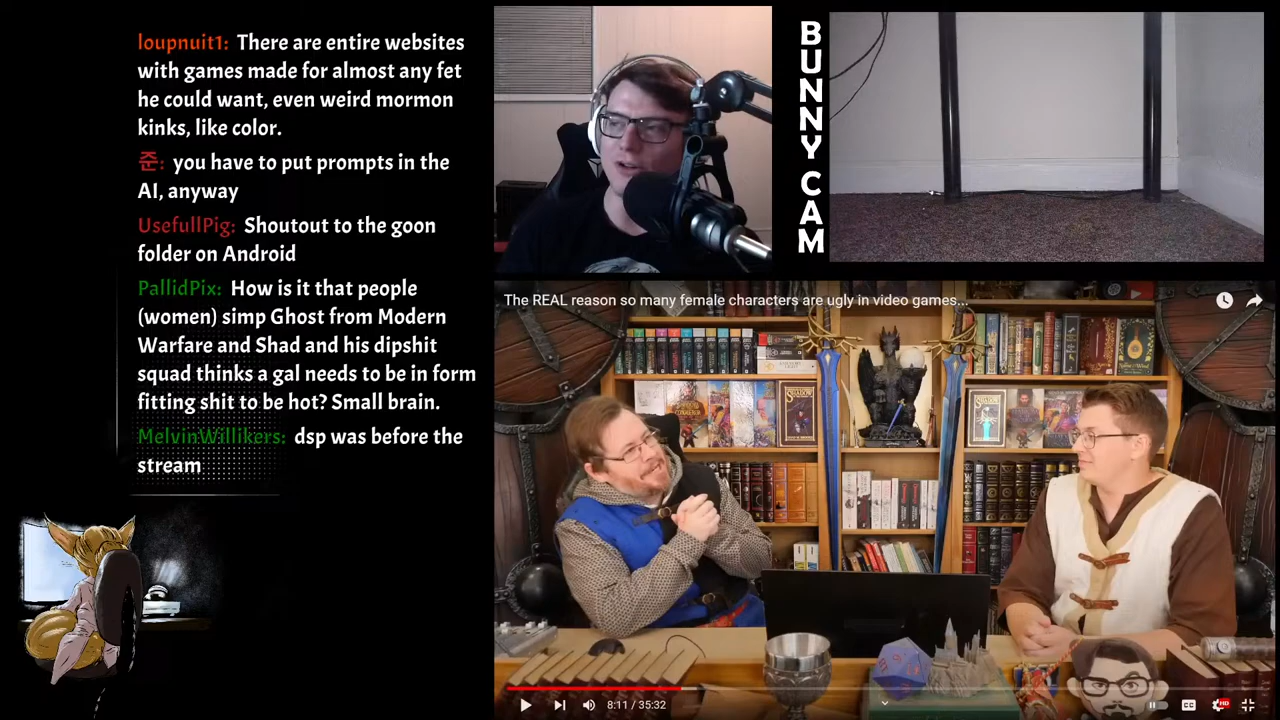 loupnuit1: There are entire websites
with games made for almost any fet
he could want, even weird mormon
kinks, like color.
준: you have to put prompts in the
AI, anyway
UsefullPig: Shoutout to the goon
folder on Android
PallidPix: How is it that people
(women) simp Ghost from Modern
Warfare and Shad and his dipshit
squad thinks a gal needs to be in form
fitting shit to be hot? Small brain.
MelvinWillikers: dsp was before the
stream
BUNNY CAM
The REAL reason so many female characters are ugly in video games...
8:11 / 35:32
HD